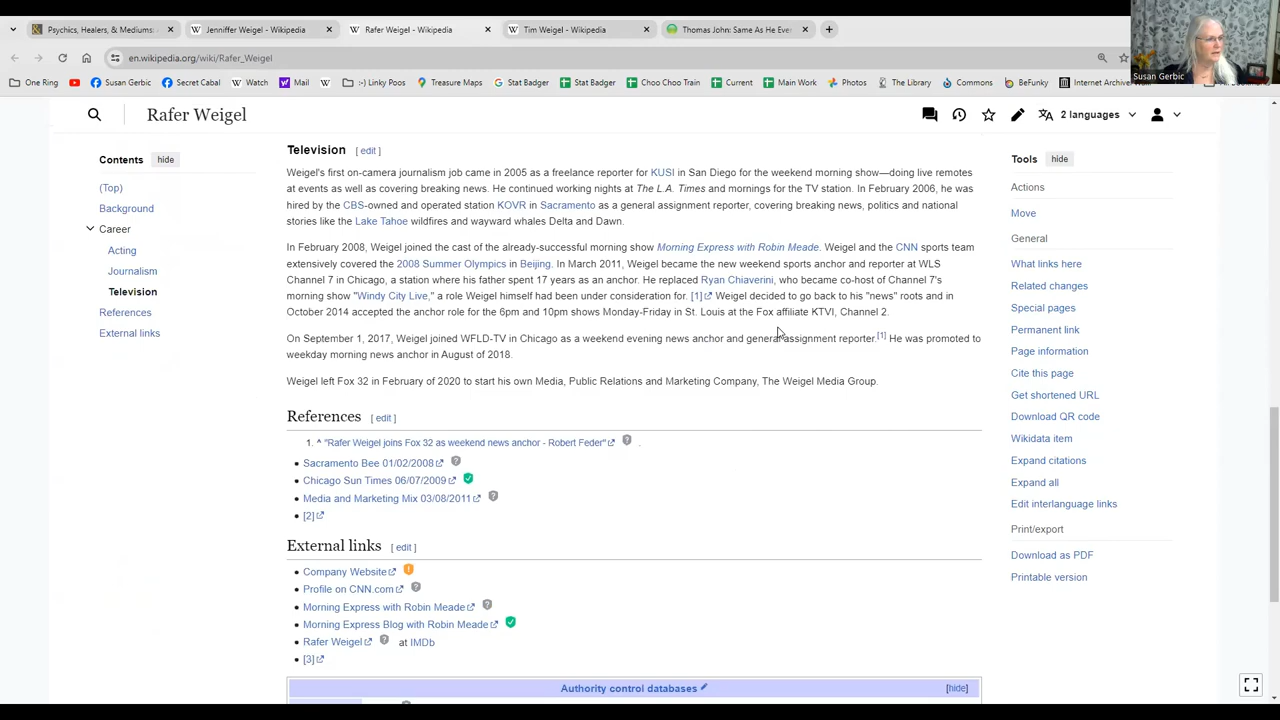 Psychics, Healers, & Mediums:
Jenniffer Weigel - Wikipedia
Rafer Weigel - Wikipedia
Tim Weigel - Wikipedia
Thomas John: Same As He Ever
en.wikipedia.org/wiki/Rafer_Weigel
One Ring
Susan Gerbic
Secret Cabal
Watch
Mail
:-) Linky Poos
Treasure Maps
Stat Badger
Stat Badger
Choo Choo Train
Current
Main Work
Photos
The Library
Commons
BeFunky
Internet Archive
Susan Gerbic
Rafer Weigel
2 languages
Contents hide
(Top)
Background
Career
Acting
Journalism
Television
References
External links
Television [ edit ]
Weigel's first on-camera journalism job came in 2005 as a freelance reporter for KUSI in San Diego for the weekend morning show—doing live remotes
at events as well as covering breaking news. He continued working nights at The L.A. Times and mornings for the TV station. In February 2006, he was
hired by the CBS-owned and operated station KOVR in Sacramento as a general assignment reporter, covering breaking news, politics and national
stories like the Lake Tahoe wildfires and wayward whales Delta and Dawn.
In February 2008, Weigel joined the cast of the already-successful morning show Morning Express with Robin Meade. Weigel and the CNN sports team
extensively covered the 2008 Summer Olympics in Beijing. In March 2011, Weigel became the new weekend sports anchor and reporter at WLS
Channel 7 in Chicago, a station where his father spent 17 years as an anchor. He replaced Ryan Chiaverini, who became co-host of Channel 7's
morning show "Windy City Live," a role Weigel himself had been under consideration for. [1] Weigel decided to go back to his "news" roots and in
October 2014 accepted the anchor role for the 6pm and 10pm shows Monday-Friday in St. Louis at the Fox affiliate KTVI, Channel 2.
On September 1, 2017, Weigel joined WFLD-TV in Chicago as a weekend evening news anchor and general assignment reporter.[1] He was promoted to
weekday morning news anchor in August of 2018.
Weigel left Fox 32 in February of 2020 to start his own Media, Public Relations and Marketing Company, The Weigel Media Group.
References [ edit ]
1. ^ "Rafer Weigel joins Fox 32 as weekend news anchor - Robert Feder" .
• Sacramento Bee 01/02/2008
• Chicago Sun Times 06/07/2009
• Media and Marketing Mix 03/08/2011
• [2]
External links [ edit ]
• Company Website
• Profile on CNN.com
• Morning Express with Robin Meade
• Morning Express Blog with Robin Meade
• Rafer Weigel at IMDb
• [3]
Authority control databases [hide]
Tools hide
Actions
Move
General
What links here
Related changes
Special pages
Permanent link
Page information
Cite this page
Get shortened URL
Download QR code
Wikidata item
Expand citations
Expand all
Edit interlanguage links
Print/export
Download as PDF
Printable version